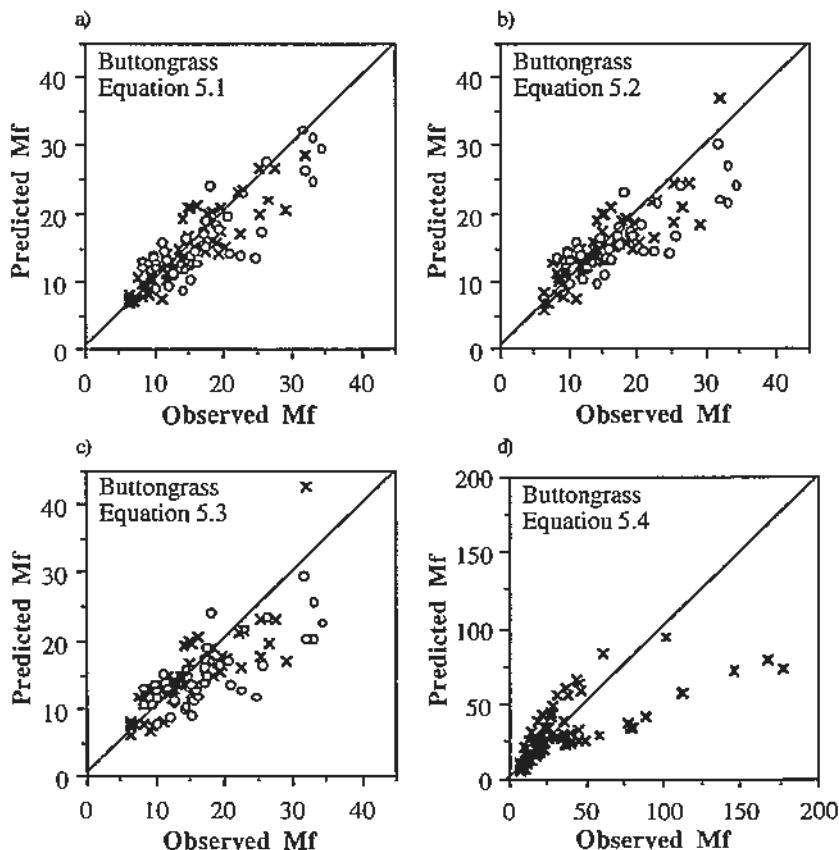 a)
Buttongrass
Equation 5.1
40
30
20
10
0
Predicted Mf
0 10 20 30 40
Observed Mf
b)
Buttongrass
Equation 5.2
40
30
20
10
0
Predicted Mf
0 10 20 30 40
Observed Mf
c)
Buttongrass
Equation 5.3
40
30
20
10
0
Predicted Mf
0 10 20 30 40
Observed Mf
d)
Buttongrass
Equation 5.4
200
150
100
50
0
Predicted Mf
0 50 100 150 200
Observed Mf